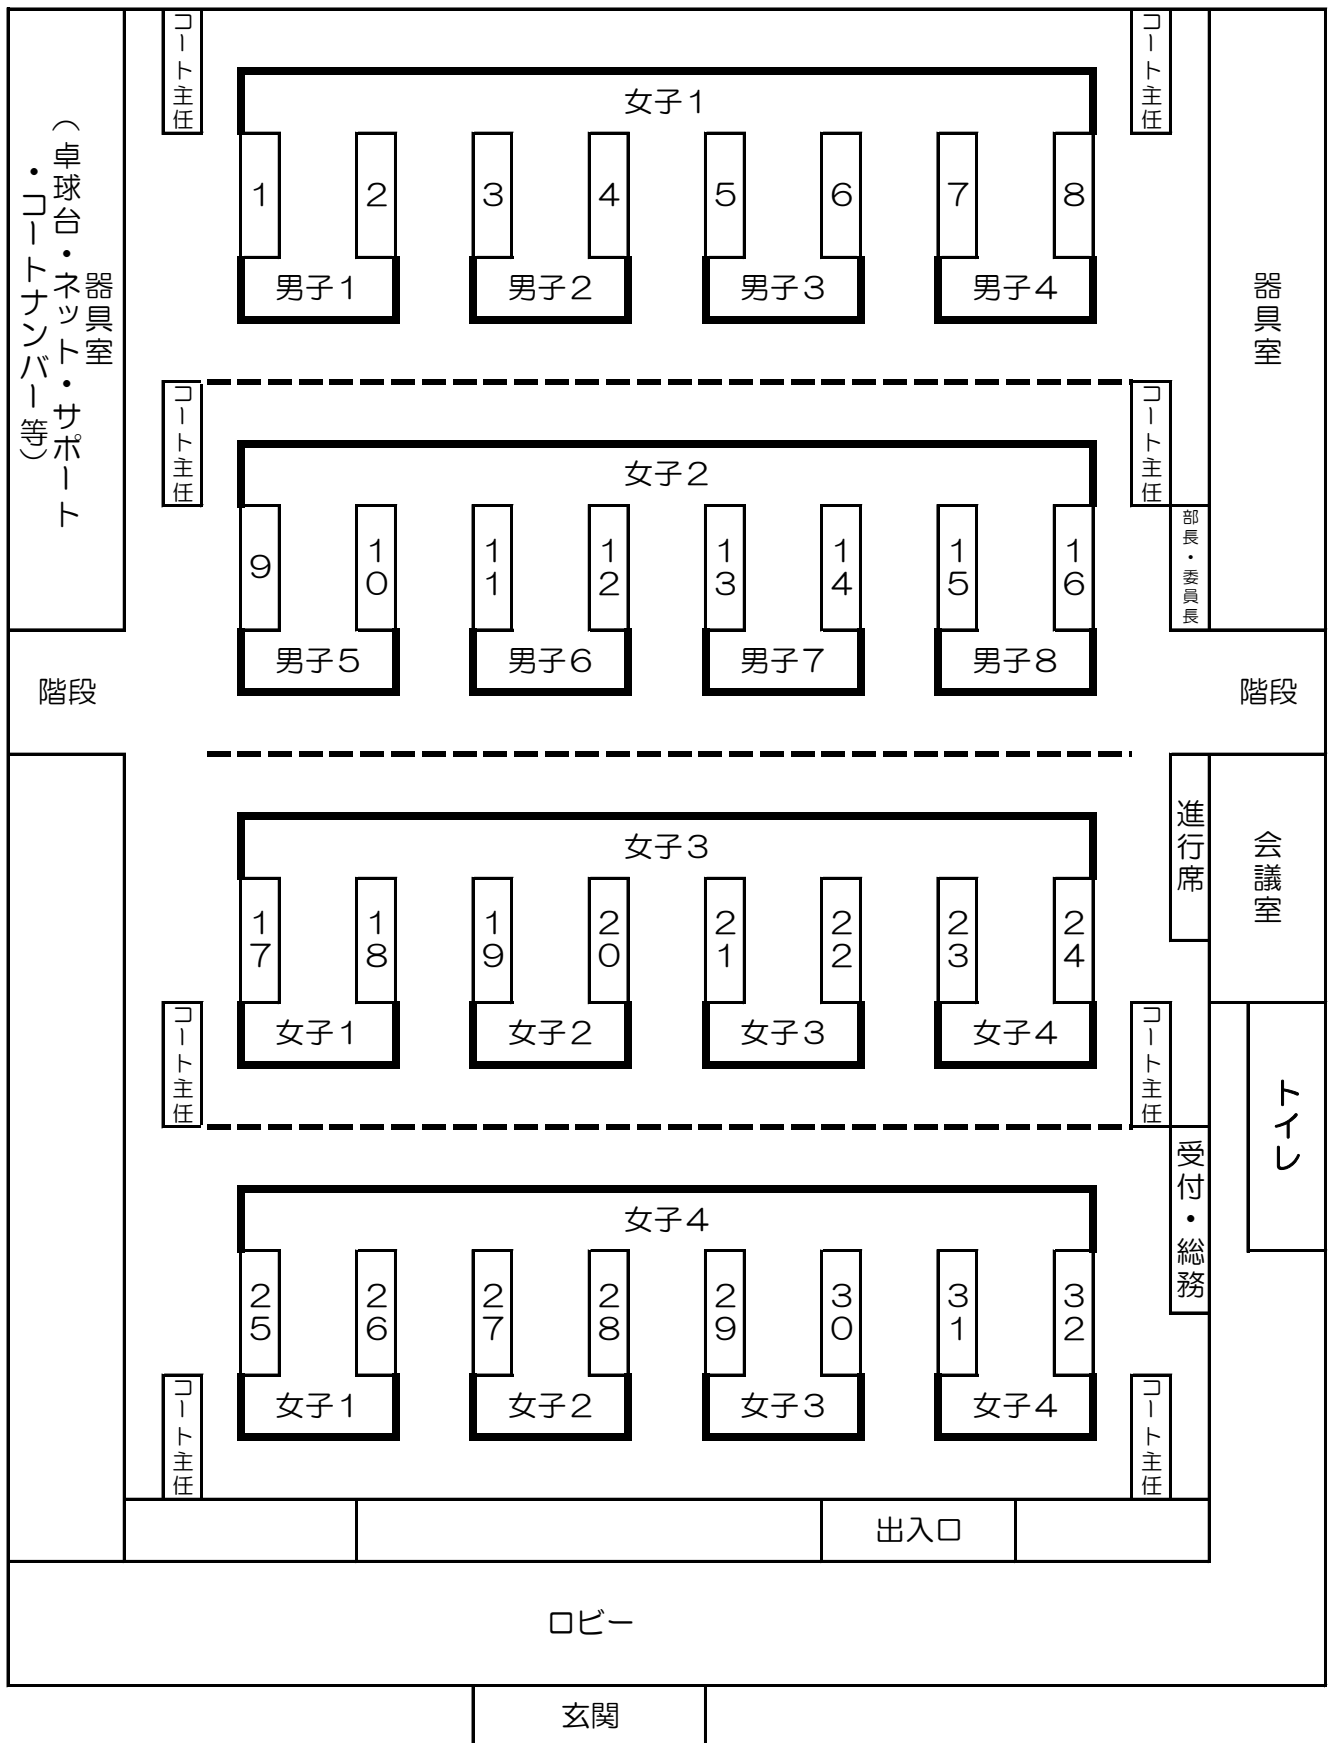 コート主任
コート主任
女子1
1
2
3
4
5
6
7
8
男子1
男子2
男子3
男子4
器具室
(卓球台・ネット・サポート
・コートナンバー等)
器具室
コート主任
コート主任
女子2
9
10
11
12
13
14
15
16
部長・委員長
男子5
男子6
男子7
男子8
階段
階段
女子3
進行席
会議室
17
18
19
20
21
22
23
24
女子1
女子2
女子3
女子4
コート主任
コート主任
トイレ
受付・総務
女子4
25
26
27
28
29
30
31
32
女子1
女子2
女子3
女子4
コート主任
コート主任
出入口
ロビー
玄関